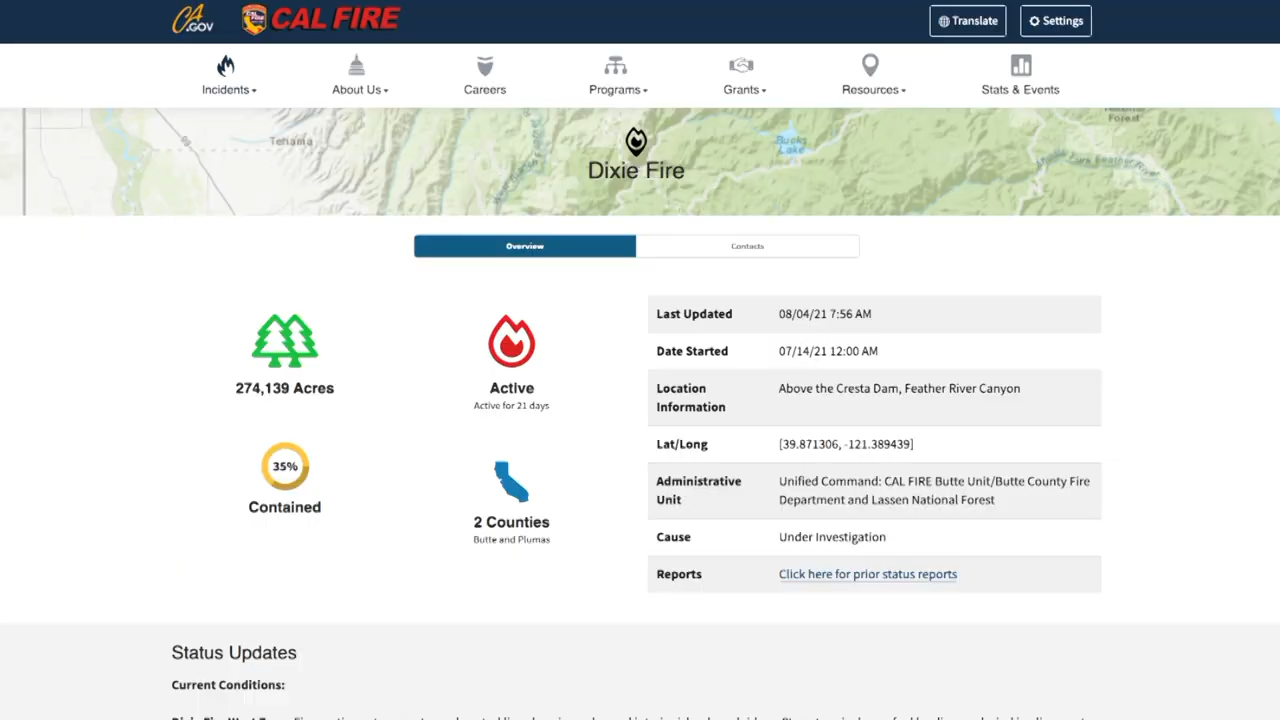 CA.GOV
CAL FIRE
Translate
Settings
Incidents
About Us
Careers
Programs
Grants
Resources
Stats & Events
Tehama
Bucks
Lake
Forest
Dixie Fire
Overview
Contacts
274,139 Acres
Active
Active for 21 days
35%
Contained
2 Counties
Butte and Plumas
Last Updated 08/04/21 7:56 AM
Date Started 07/14/21 12:00 AM
Location Information Above the Cresta Dam, Feather River Canyon
Lat/Long [39.871306, -121.389439]
Administrative Unit Unified Command: CAL FIRE Butte Unit/Butte County Fire
Department and Lassen National Forest
Cause Under Investigation
Reports Click here for prior status reports
Status Updates
Current Conditions: